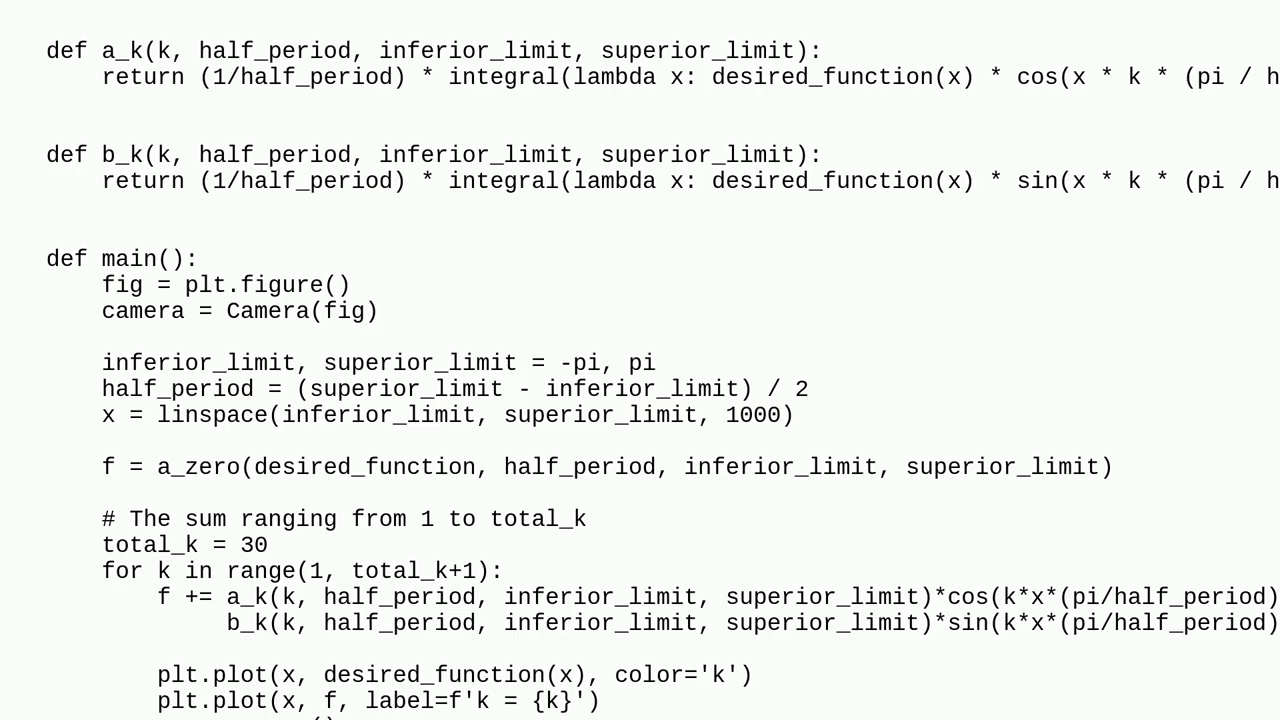 def a_k(k, half_period, inferior_limit, superior_limit):
    return (1/half_period) * integral(lambda x: desired_function(x) * cos(x * k * (pi / h
def b_k(k, half_period, inferior_limit, superior_limit):
    return (1/half_period) * integral(lambda x: desired_function(x) * sin(x * k * (pi / h
def main():
    fig = plt.figure()
    camera = Camera(fig)
    inferior_limit, superior_limit = -pi, pi
    half_period = (superior_limit - inferior_limit) / 2
    x = linspace(inferior_limit, superior_limit, 1000)
    f = a_zero(desired_function, half_period, inferior_limit, superior_limit)
    # The sum ranging from 1 to total_k
    total_k = 30
    for k in range(1, total_k+1):
        f += a_k(k, half_period, inferior_limit, superior_limit)*cos(k*x*(pi/half_period)
             b_k(k, half_period, inferior_limit, superior_limit)*sin(k*x*(pi/half_period)
        plt.plot(x, desired_function(x), color='k')
        plt.plot(x, f, label=f'k = {k}')